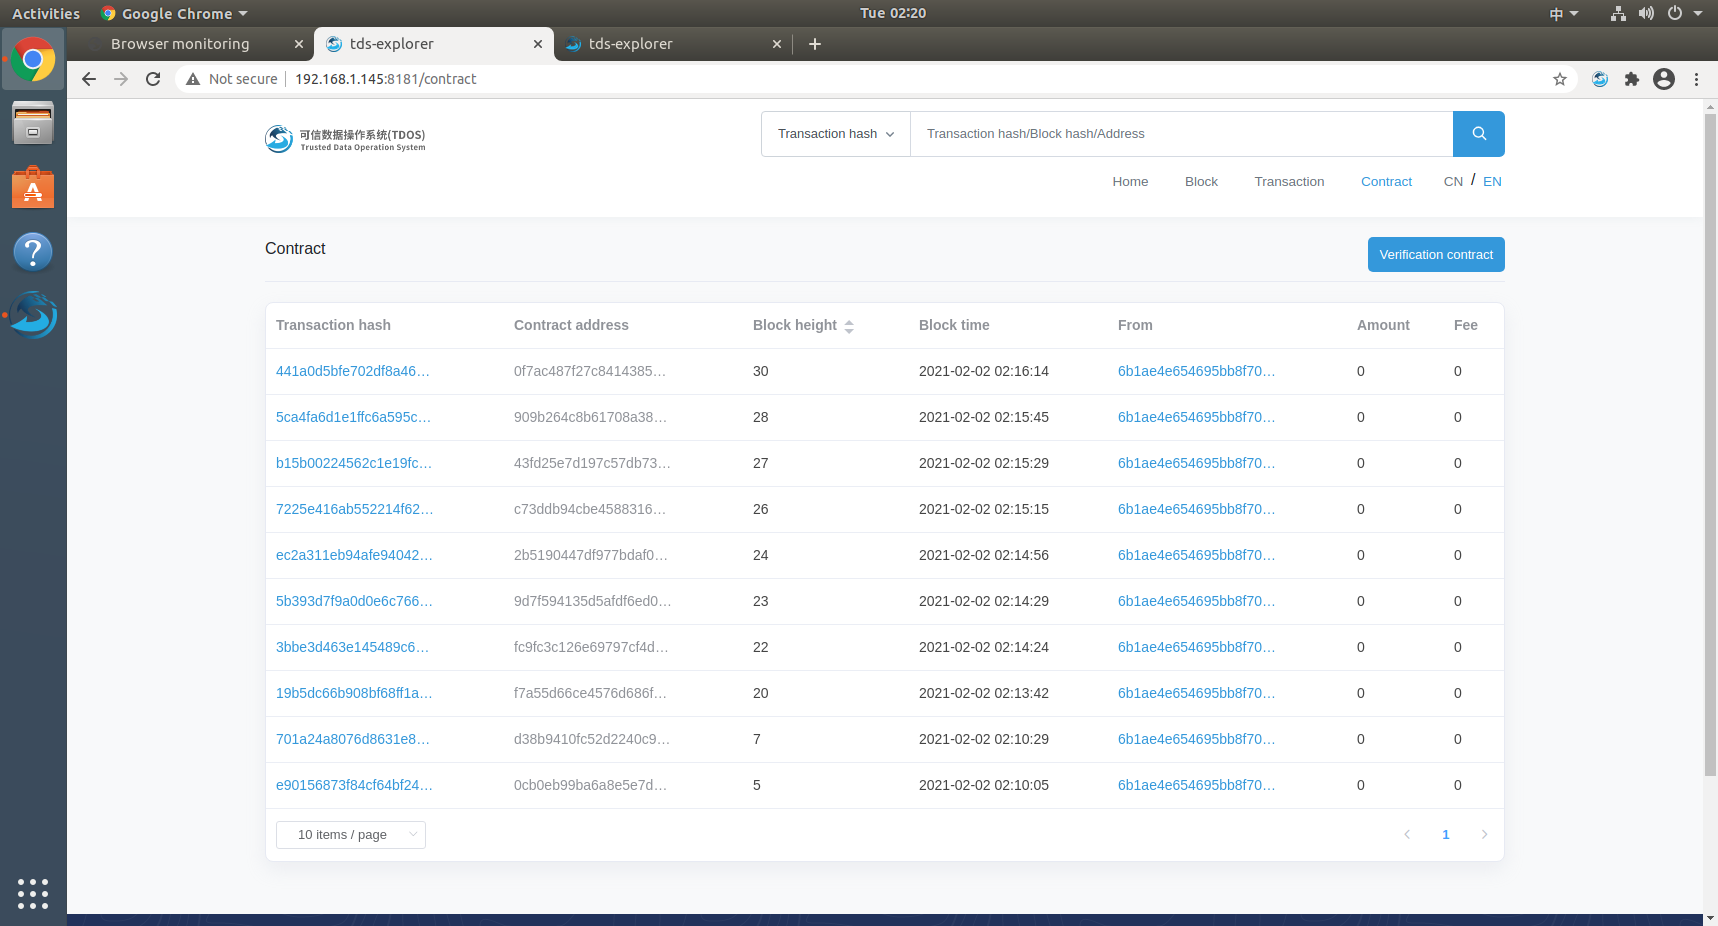 Activities Google Chrome Tue 02:20 中
Browser monitoring tds-explorer tds-explorer
Not secure 192.168.1.145:8181/contract
可信数据操作系统(TDOS)
Trusted Data Operation System
Transaction hash Transaction hash/Block hash/Address
Home Block Transaction Contract CN / EN
Contract Verification contract
Transaction hash Contract address Block height Block time From Amount Fee
441a0d5bfe702df8a46… 0f7ac487f27c8414385… 30 2021-02-02 02:16:14 6b1ae4e654695bb8f70… 0 0
5ca4fa6d1e1ffc6a595c… 909b264c8b61708a38… 28 2021-02-02 02:15:45 6b1ae4e654695bb8f70… 0 0
b15b00224562c1e19fc… 43fd25e7d197c57db73… 27 2021-02-02 02:15:29 6b1ae4e654695bb8f70… 0 0
7225e416ab552214f62… c73ddb94cbe4588316… 26 2021-02-02 02:15:15 6b1ae4e654695bb8f70… 0 0
ec2a311eb94afe94042… 2b5190447df977bdaf0… 24 2021-02-02 02:14:56 6b1ae4e654695bb8f70… 0 0
5b393d7f9a0d0e6c766… 9d7f594135d5afdf6ed0… 23 2021-02-02 02:14:29 6b1ae4e654695bb8f70… 0 0
3bbe3d463e145489c6… fc9fc3c126e69797cf4d… 22 2021-02-02 02:14:24 6b1ae4e654695bb8f70… 0 0
19b5dc66b908bf68ff1a… f7a55d66ce4576d686f… 20 2021-02-02 02:13:42 6b1ae4e654695bb8f70… 0 0
701a24a8076d8631e8… d38b9410fc52d2240c9… 7 2021-02-02 02:10:29 6b1ae4e654695bb8f70… 0 0
e90156873f84cf64bf24… 0cb0eb99ba6a8e5e7d… 5 2021-02-02 02:10:05 6b1ae4e654695bb8f70… 0 0
10 items / page 1